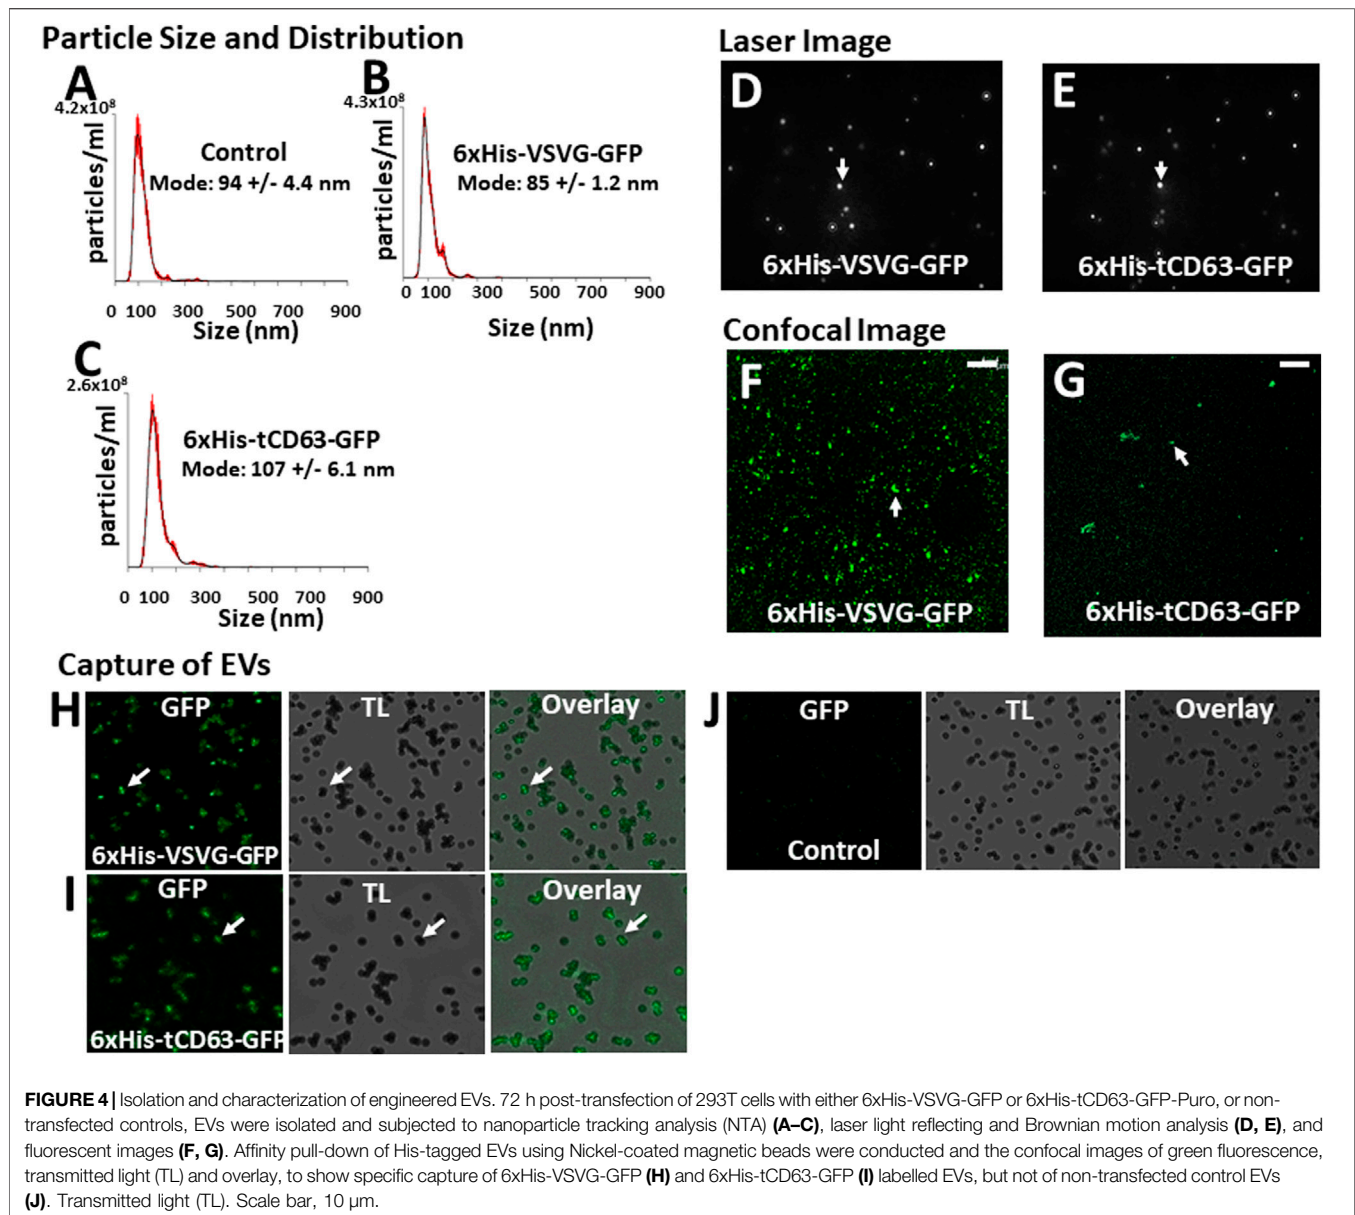 Particle Size and Distribution
A
4.2x10⁸
particles/ml
Control
Mode: 94 +/- 4.4 nm
0 100 300 500 700 900
Size (nm)
B
4.3x10⁸
particles/ml
6xHis-VSVG-GFP
Mode: 85 +/- 1.2 nm
0 100 300 500 700 900
Size (nm)
C
2.6x10⁸
particles/ml
6xHis-tCD63-GFP
Mode: 107 +/- 6.1 nm
0 100 300 500 700 900
Size (nm)
Laser Image
D
6xHis-VSVG-GFP
E
6xHis-tCD63-GFP
Confocal Image
F
6xHis-VSVG-GFP
G
6xHis-tCD63-GFP
Capture of EVs
H
GFP
TL
Overlay
6xHis-VSVG-GFP
I
GFP
TL
Overlay
6xHis-tCD63-GFP
J
GFP
TL
Overlay
Control
FIGURE 4 | Isolation and characterization of engineered EVs. 72 h post-transfection of 293T cells with either 6xHis-VSVG-GFP or 6xHis-tCD63-GFP-Puro, or non-
transfected controls, EVs were isolated and subjected to nanoparticle tracking analysis (NTA) (A–C), laser light reflecting and Brownian motion analysis (D, E), and
fluorescent images (F, G). Affinity pull-down of His-tagged EVs using Nickel-coated magnetic beads were conducted and the confocal images of green fluorescence,
transmitted light (TL) and overlay, to show specific capture of 6xHis-VSVG-GFP (H) and 6xHis-tCD63-GFP (I) labelled EVs, but not of non-transfected control EVs
(J). Transmitted light (TL). Scale bar, 10 µm.